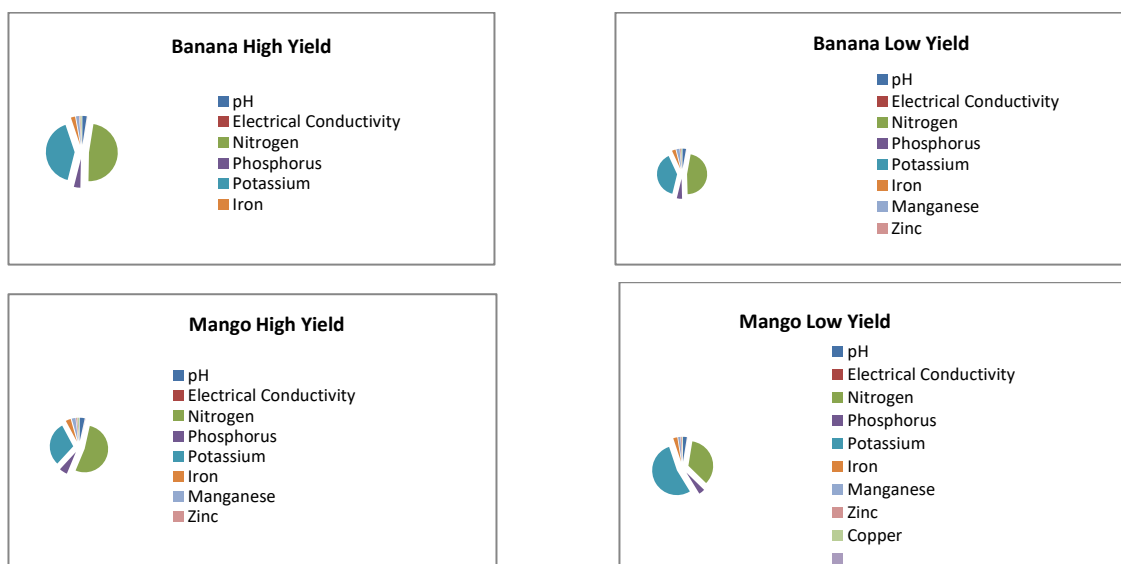 Banana High Yield
pH
Electrical Conductivity
Nitrogen
Phosphorus
Potassium
Iron
Banana Low Yield
pH
Electrical Conductivity
Nitrogen
Phosphorus
Potassium
Iron
Manganese
Zinc
Mango High Yield
pH
Electrical Conductivity
Nitrogen
Phosphorus
Potassium
Iron
Manganese
Zinc
Mango Low Yield
pH
Electrical Conductivity
Nitrogen
Phosphorus
Potassium
Iron
Manganese
Zinc
Copper